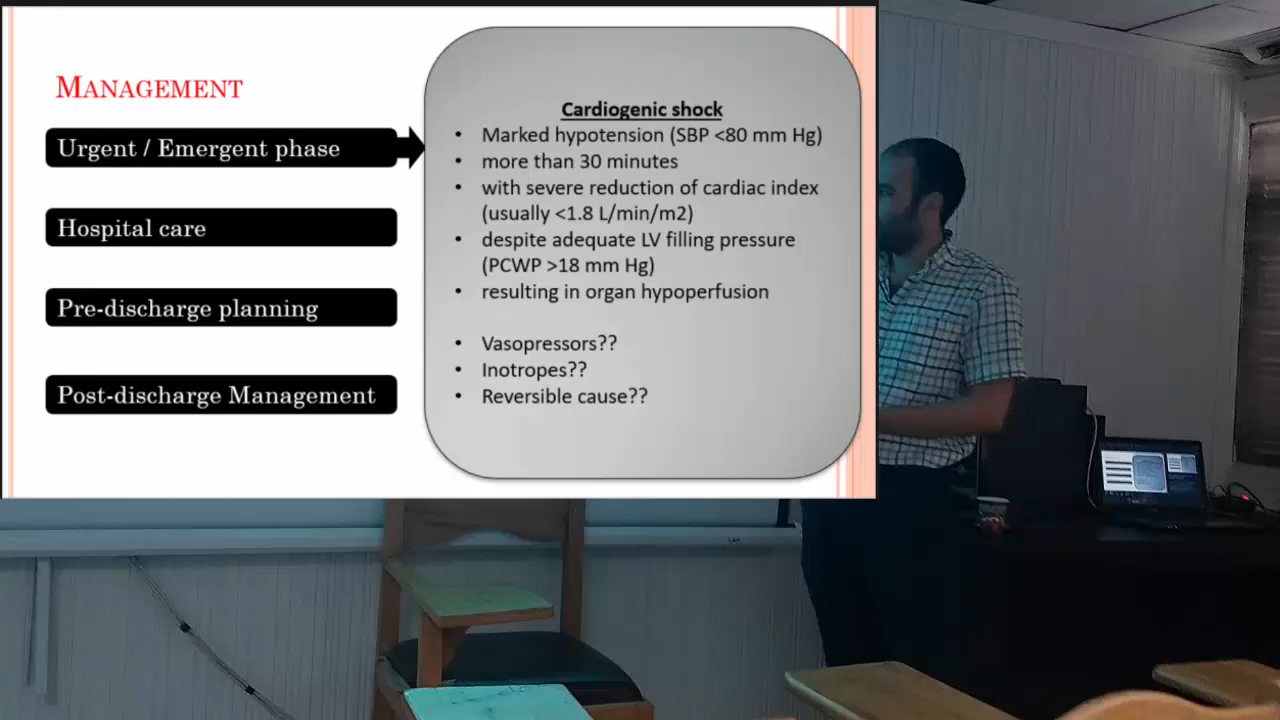 MANAGEMENT
Urgent / Emergent phase
Hospital care
Pre-discharge planning
Post-discharge Management
Cardiogenic shock
• Marked hypotension (SBP <80 mm Hg)
• more than 30 minutes
• with severe reduction of cardiac index
(usually <1.8 L/min/m2)
• despite adequate LV filling pressure
(PCWP >18 mm Hg)
• resulting in organ hypoperfusion
• Vasopressors??
• Inotropes??
• Reversible cause??